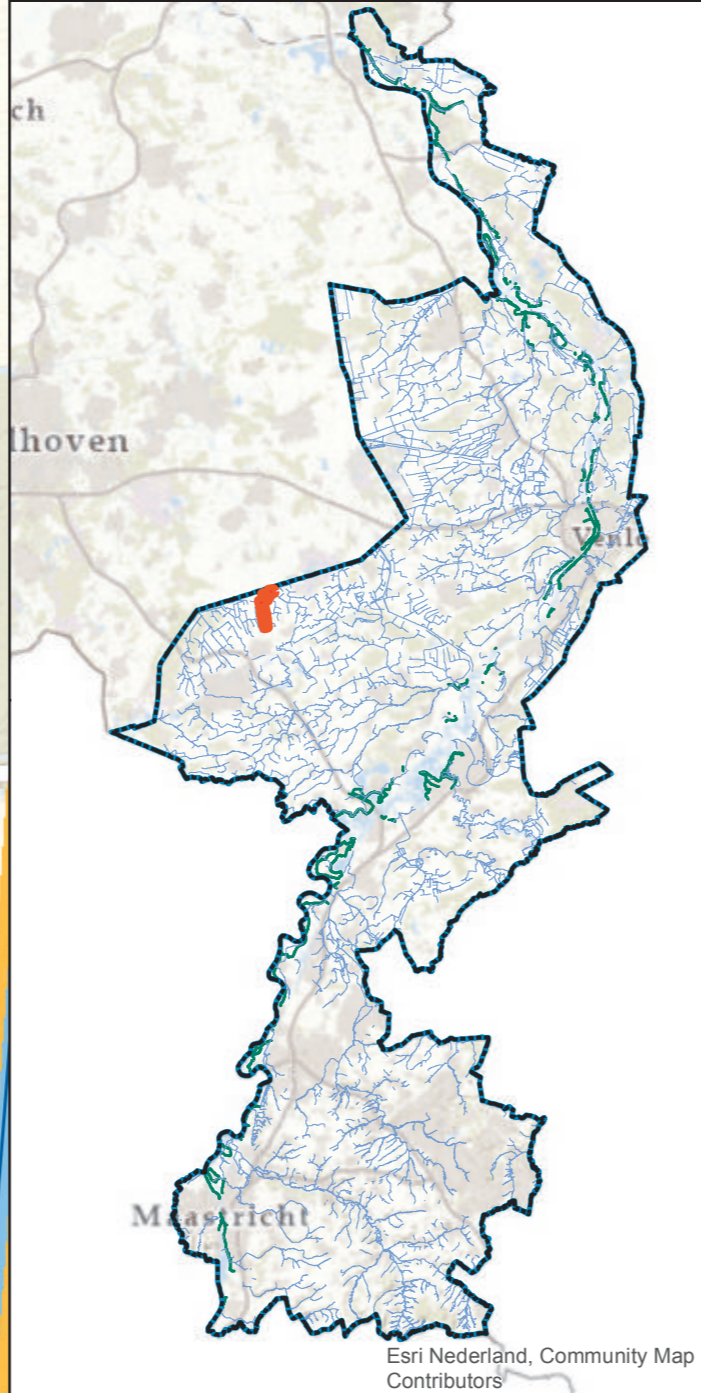 ch
lhoven
Venlo
Maastricht
Esri Nederland, Community Map
Contributors